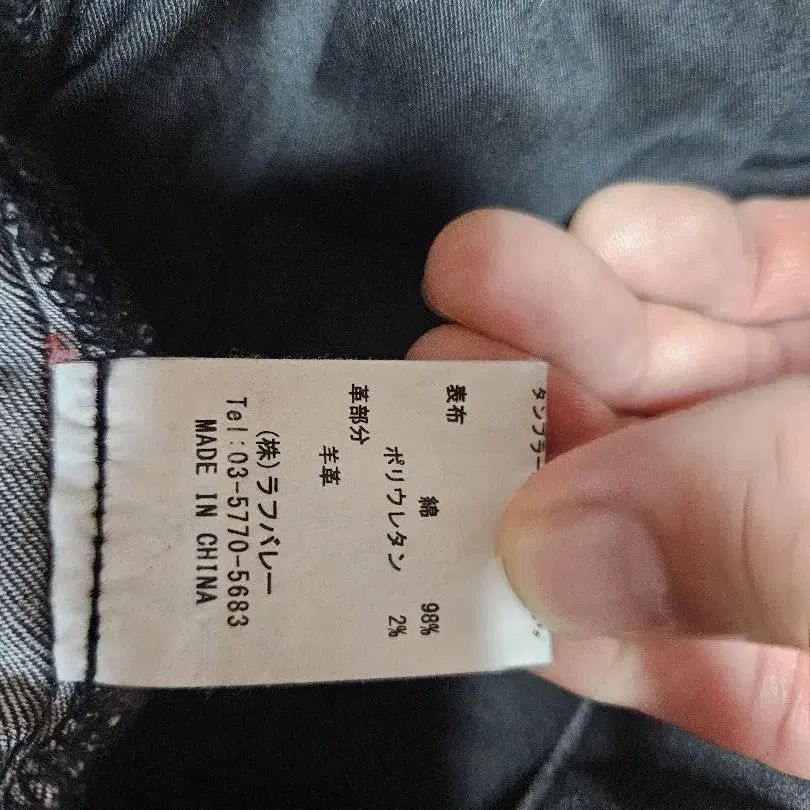 表布
綿 98%
ポリウレタン 2%
革部分
羊革
(株)ラフバレー
Tel:03-5770-5683
MADE IN CHINA